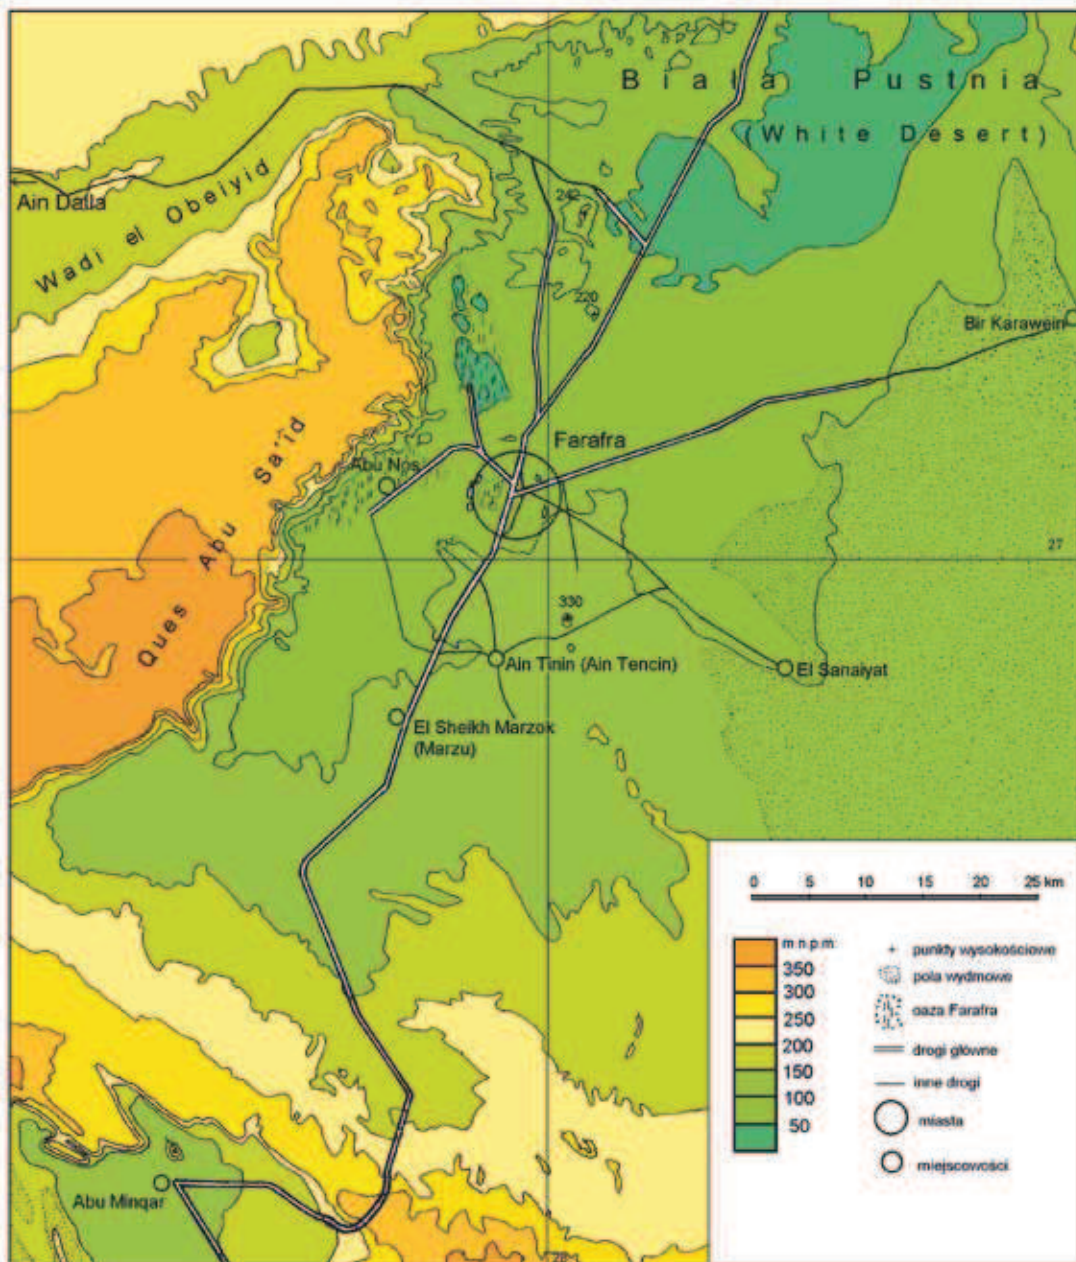 Biała Pustnia
(White Desert)
Ain Dalla
Wadi el Obeiyid
242
220
Bir Karawein
Farafra
Abu Nos
Ques Abu Sa'id
27
330
Ain Tinin (Ain Tencin)
El Sanaiyat
El Sheikh Marzok
(Marzu)
Abu Minqar
28
0 5 10 15 20 25 km
m n.p.m.
350
300
250
200
150
100
50
punkty wysokościowe
pola wydmowe
oaza Farafra
drogi główne
inne drogi
miasta
miejscowości